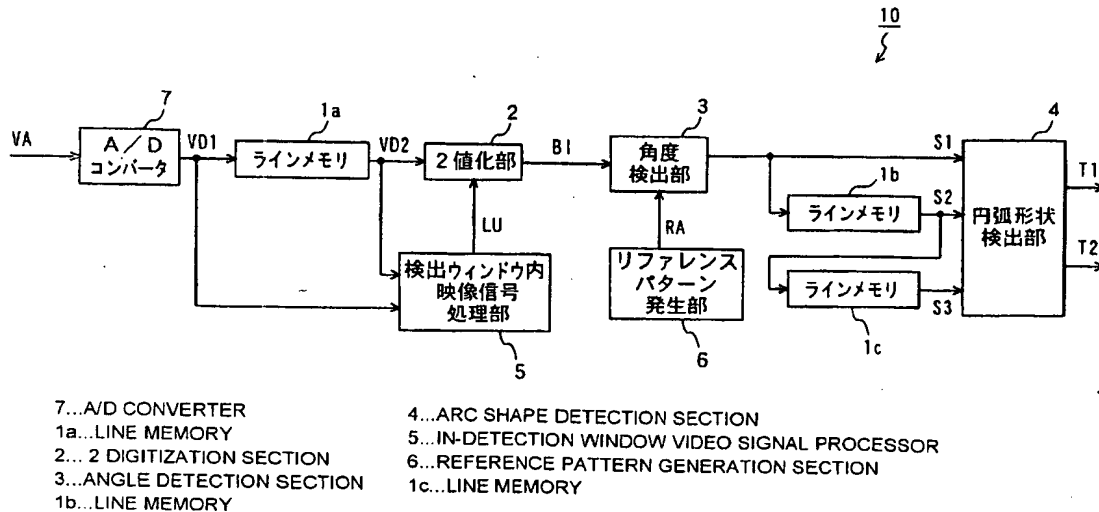 10
7
1a
2
3
4
VA
A/D
コンバータ
VD1
ラインメモリ
VD2
2値化部
BI
角度
検出部
S1
1b
ラインメモリ
S2
円弧形状
検出部
T1
T2
LU
RA
検出ウィンドウ内
映像信号
処理部
リファレンス
パターン
発生部
ラインメモリ
S3
5
6
1c
7...A/D CONVERTER
1a...LINE MEMORY
2... 2 DIGITIZATION SECTION
3...ANGLE DETECTION SECTION
1b...LINE MEMORY
4...ARC SHAPE DETECTION SECTION
5...IN-DETECTION WINDOW VIDEO SIGNAL PROCESSOR
6...REFERENCE PATTERN GENERATION SECTION
1c...LINE MEMORY